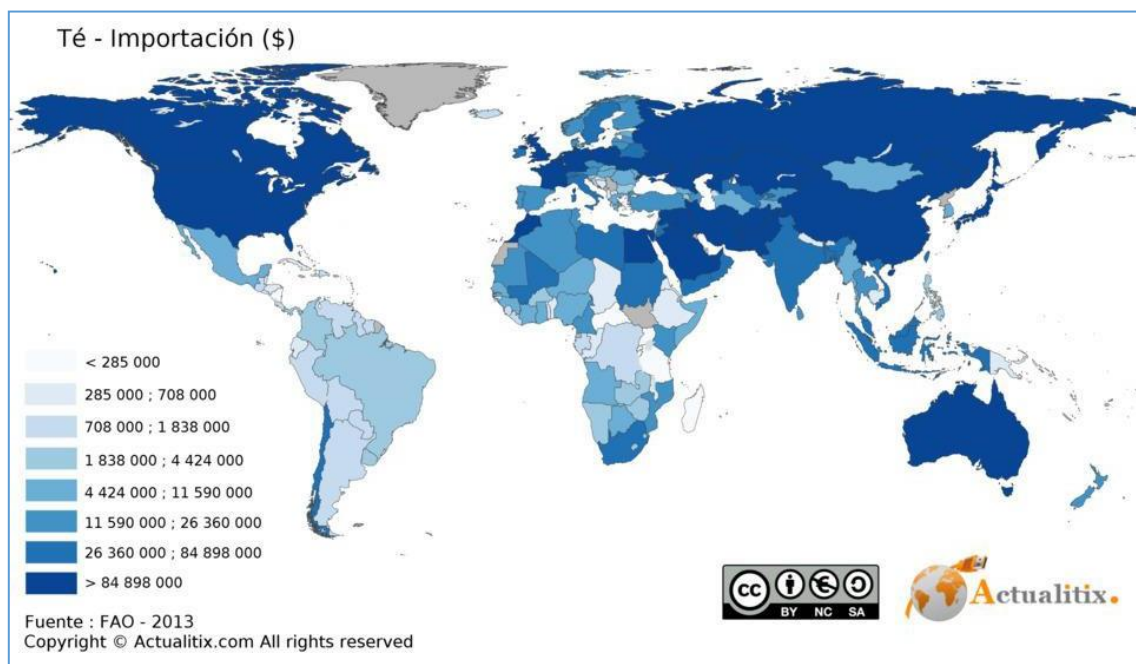 Té - Importación ($)
< 285 000
285 000 ; 708 000
708 000 ; 1 838 000
1 838 000 ; 4 424 000
4 424 000 ; 11 590 000
11 590 000 ; 26 360 000
26 360 000 ; 84 898 000
> 84 898 000
Fuente : FAO - 2013
Copyright © Actualitix.com All rights reserved
cc
BY NC SA
Actualitix.